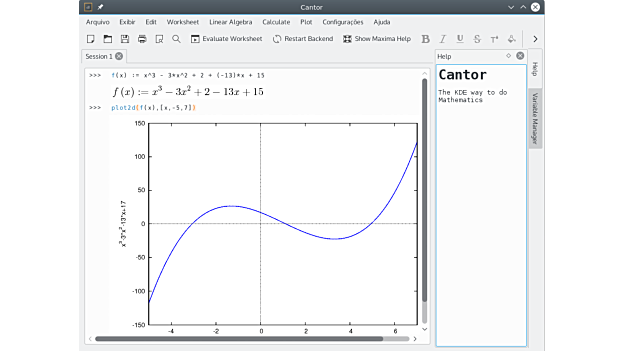 Cantor
Arquivo Exibir Edit Worksheet Linear Algebra Calculate Plot Configurações Ajuda
Evaluate Worksheet Restart Backend Show Maxima Help B I U S T
Session 1
Help
>>> f(x) := x^3 - 3*x^2 + 2 + (-13)*x + 15
f (x) := x³ − 3x² + 2 − 13x + 15
>>> plot2d(f(x),[x,-5,7])
150
100
50
0
-50
-100
-150
-4 -2 0 2 4 6
x^3-3*x^2-13*x+17
Cantor
The KDE way to do
Mathematics
Help
Variable Manager